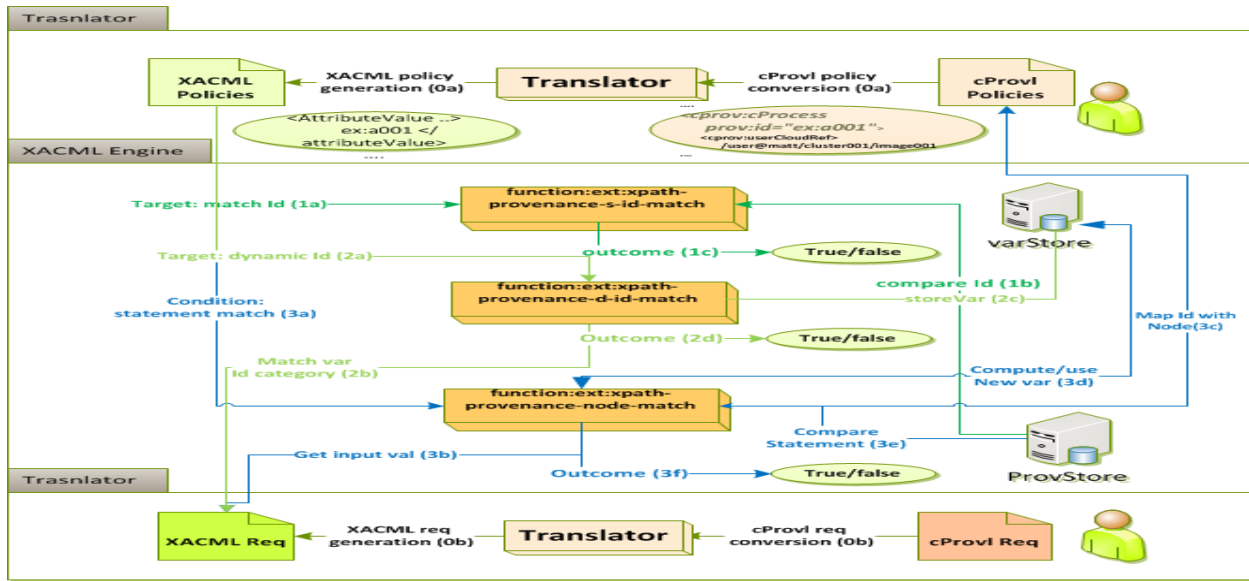 Trasnlator
XACML
Policies
XACML policy
generation (0a)
Translator
cProvl policy
conversion (0a)
cProvl
Policies
<AttributeValue ..>
ex:a001 </
attributeValue>
....
....
<cprov:cProcess
prov:id="ex:a001">
<cprov:userCloudRef>
/user@matt/cluster001/image001
...
XACML Engine
Target: match Id (1a)
function:ext:xpath-
provenance-s-id-match
varStore
Target: dynamic Id (2a)
outcome (1c)
True/false
compare Id (1b)
storeVar (2c)
function:ext:xpath-
provenance-d-id-match
Condition:
statement match (3a)
Map Id with
Node(3c)
Outcome (2d)
True/false
Match var
Id category (2b)
Compute/use
New var (3d)
function:ext:xpath-
provenance-node-match
Compare
Statement (3e)
Get input val (3b)
Outcome (3f)
True/false
ProvStore
Trasnlator
XACML Req
XACML req
generation (0b)
Translator
cProvl req
conversion (0b)
cProvl Req